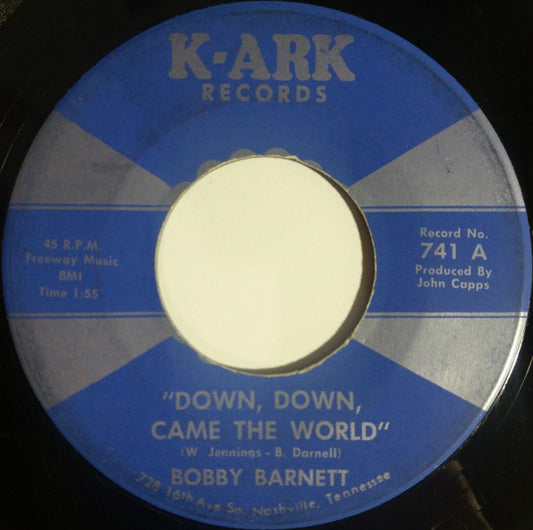 K-ARK
RECORDS
45 R.P.M.
Freeway Music
BMI
Time 1:55
Record No.
741 A
Produced By
John Capps
"DOWN, DOWN,
CAME THE WORLD"
(W. Jennings - B. Darnell)
BOBBY BARNETT
728 16th Ave So. Nashville, Tennessee